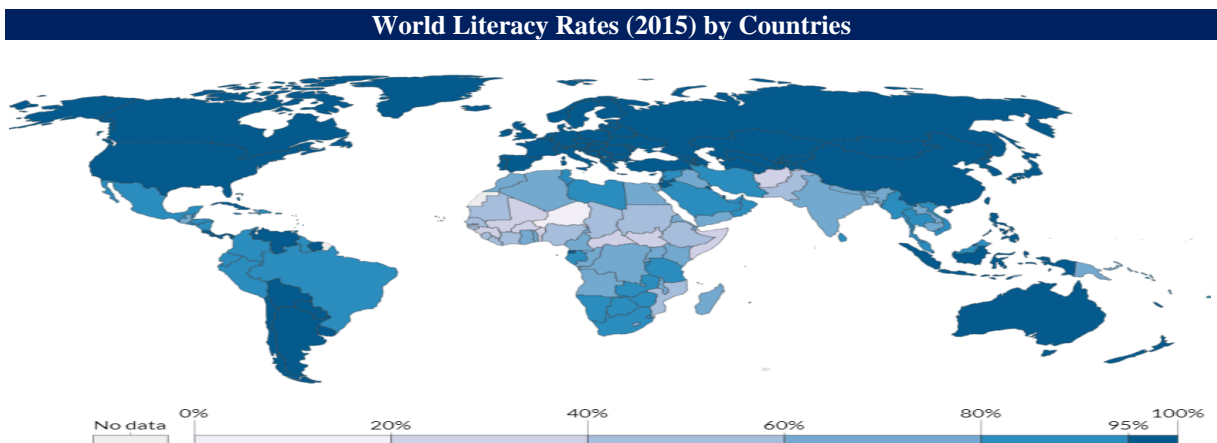 World Literacy Rates (2015) by Countries
No data 0% 20% 40% 60% 80% 95% 100%